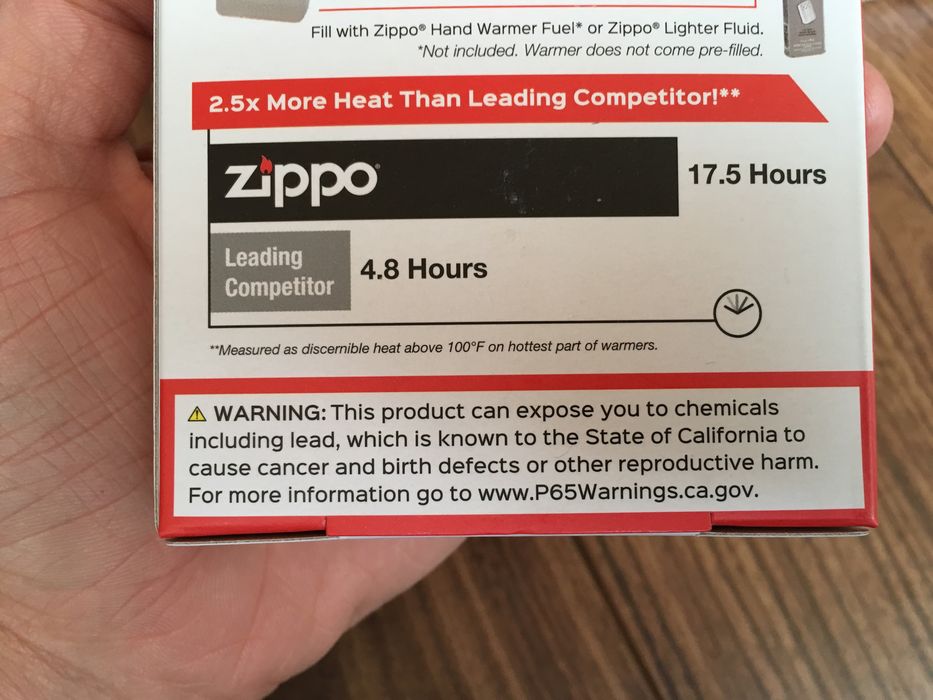 Fill with Zippo® Hand Warmer Fuel* or Zippo® Lighter Fluid.
*Not included. Warmer does not come pre-filled.
2.5x More Heat Than Leading Competitor!**
zippo®
17.5 Hours
Leading
Competitor
4.8 Hours
**Measured as discernible heat above 100°F on hottest part of warmers.
⚠ WARNING: This product can expose you to chemicals
including lead, which is known to the State of California to
cause cancer and birth defects or other reproductive harm.
For more information go to www.P65Warnings.ca.gov.